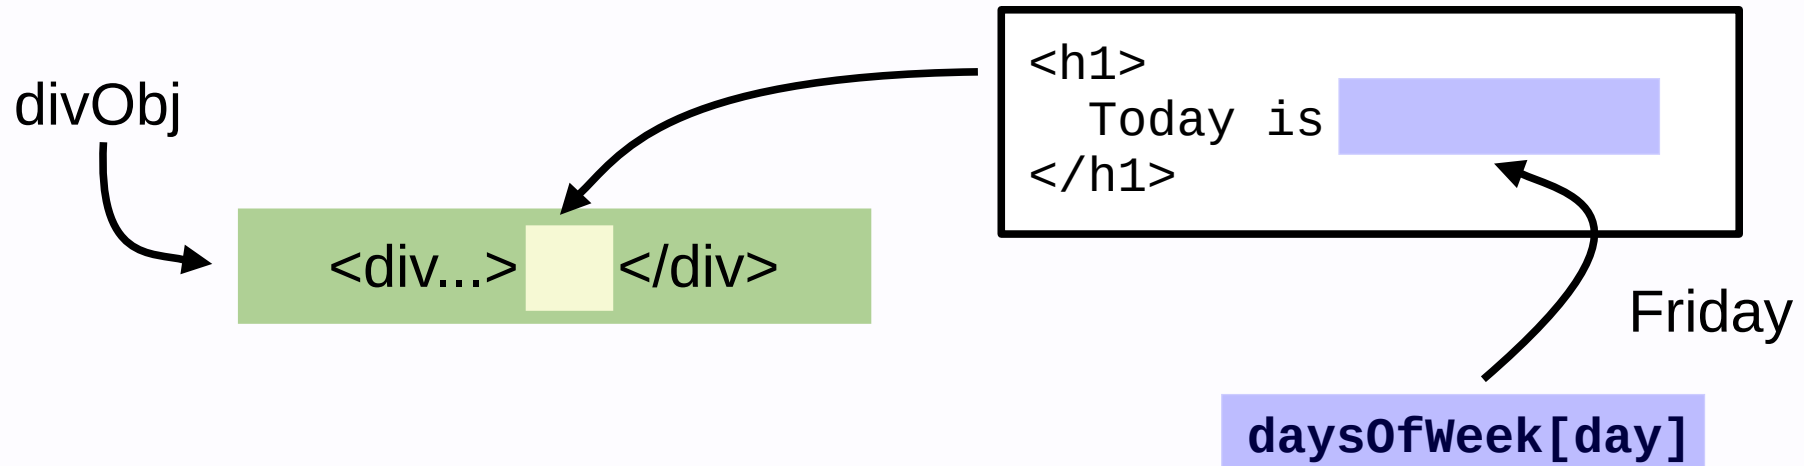 divObj
<div...> </div>
<h1>
Today is
</h1>
Friday
daysOfWeek[day]